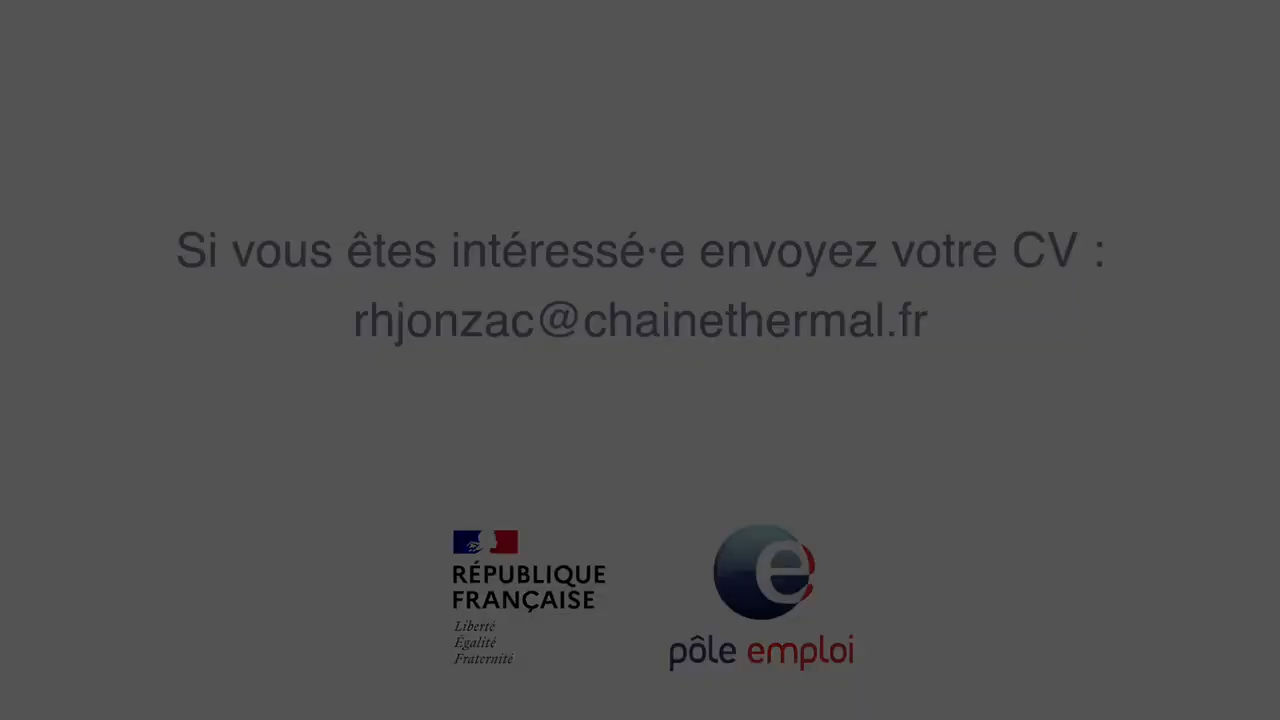 Si vous êtes intéressé·e envoyez votre CV :
rhjonzac@chainethermal.fr
RÉPUBLIQUE
FRANÇAISE
Liberté
Égalité
Fraternité
e
pôle emploi